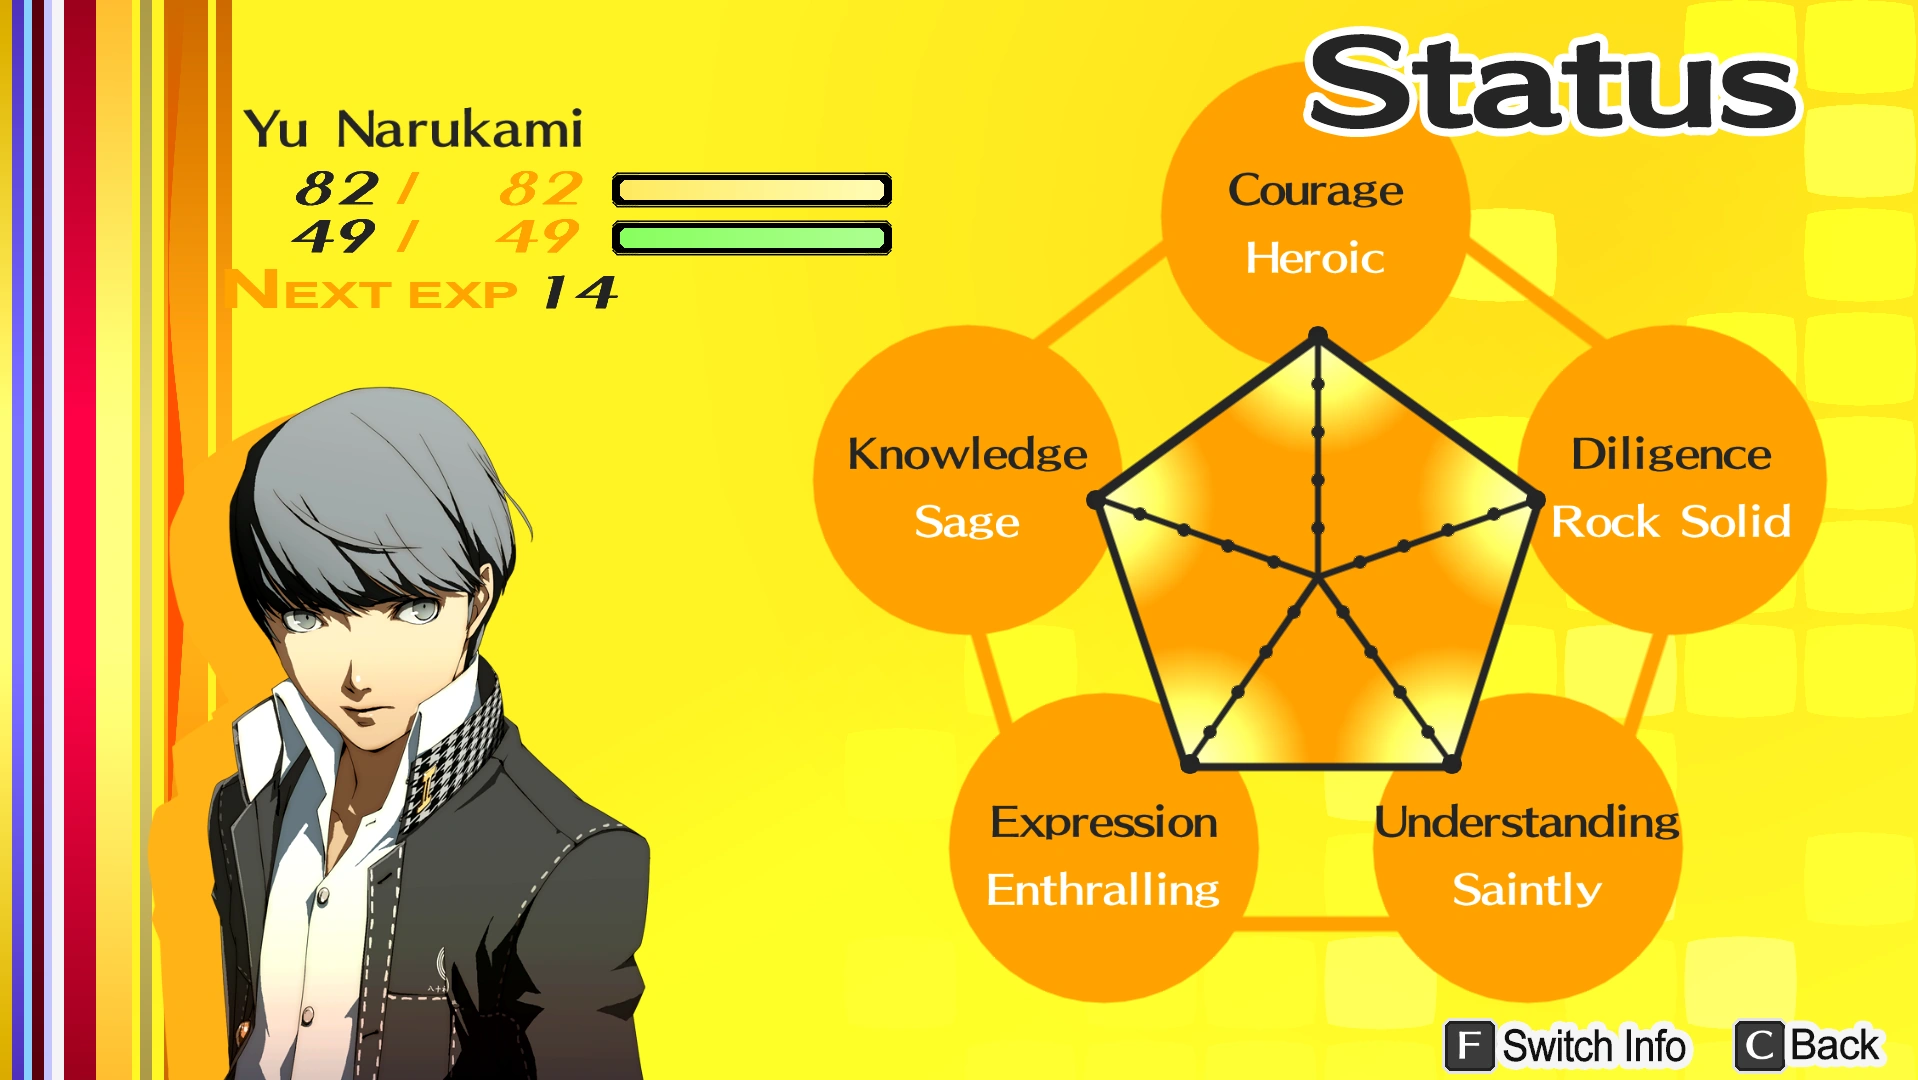 Status
Yu Narukami
82 / 82
49 / 49
NEXT EXP 14
Courage
Heroic
Knowledge
Sage
Diligence
Rock Solid
Expression
Enthralling
Understanding
Saintly
F Switch Info
C Back